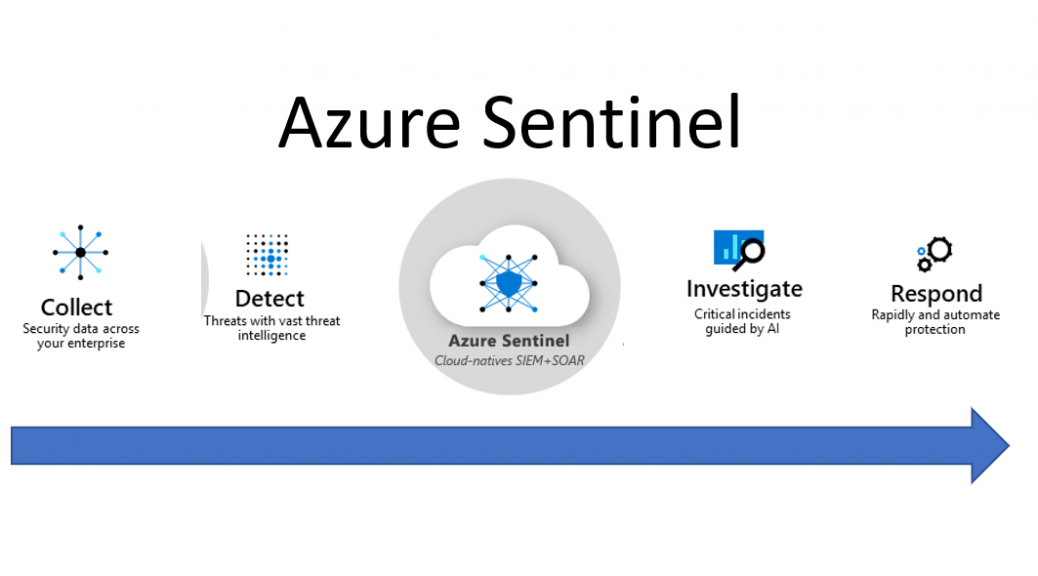 Azure Sentinel
Collect
Security data across
your enterprise
Detect
Threats with vast threat
intelligence
Azure Sentinel
Cloud-natives SIEM+SOAR
Investigate
Critical incidents
guided by AI
Respond
Rapidly and automate
protection